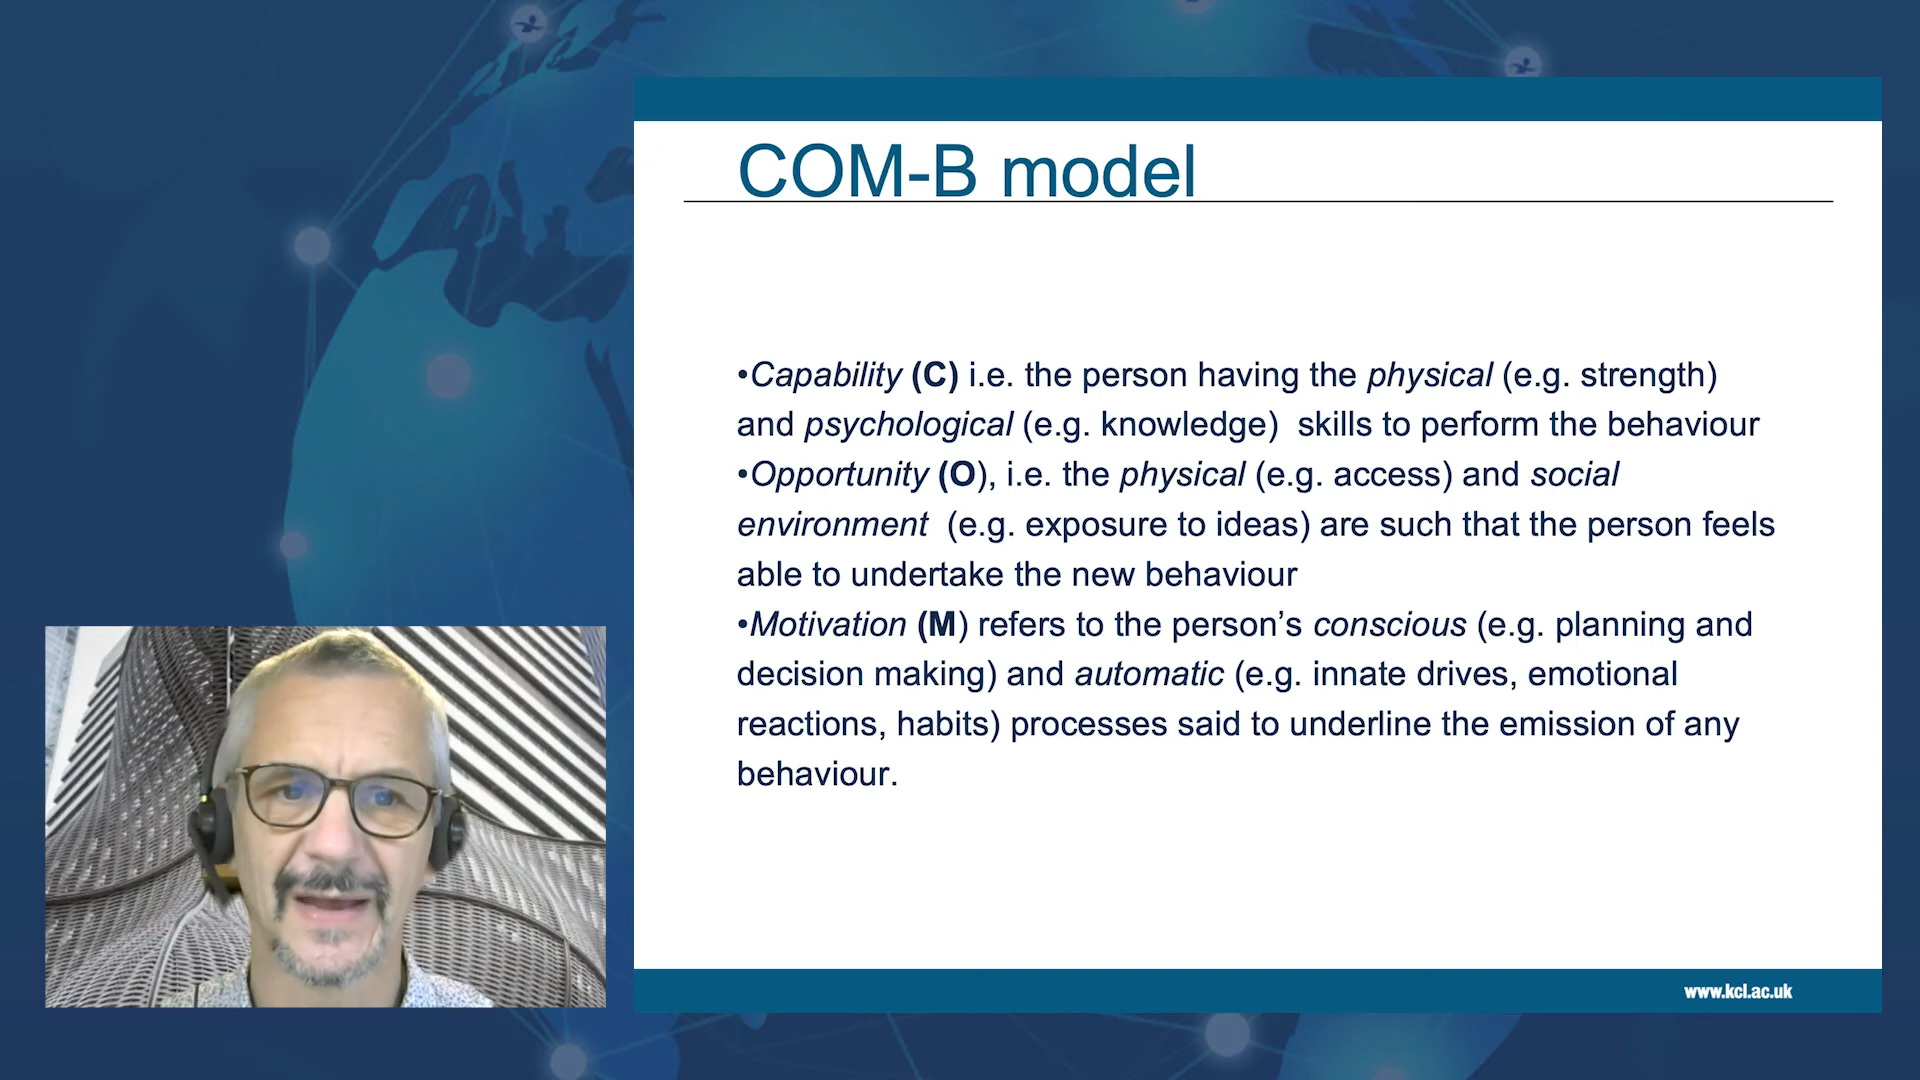 COM-B model
•Capability (C) i.e. the person having the physical (e.g. strength)
and psychological (e.g. knowledge)  skills to perform the behaviour
•Opportunity (O), i.e. the physical (e.g. access) and social
environment  (e.g. exposure to ideas) are such that the person feels
able to undertake the new behaviour
•Motivation (M) refers to the person’s conscious (e.g. planning and
decision making) and automatic (e.g. innate drives, emotional
reactions, habits) processes said to underline the emission of any
behaviour.
www.kcl.ac.uk